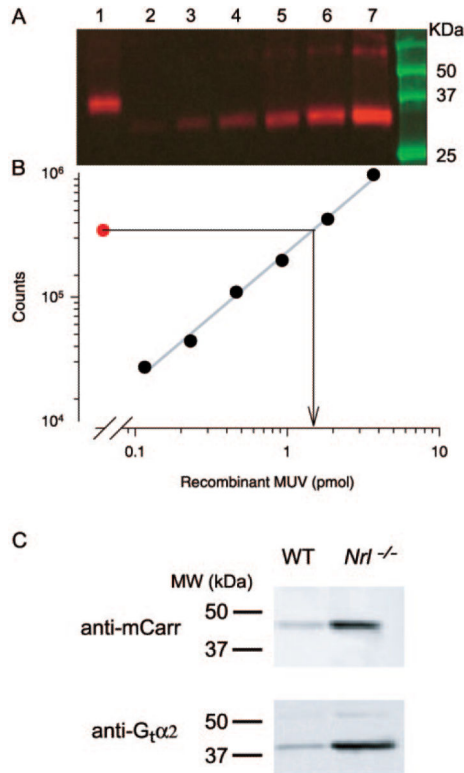 A
1 2 3 4 5 6 7 KDa
50
37
25
B
10⁶
10⁵
10⁴
Counts
0.1 1 10
Recombinant MUV (pmol)
C
WT Nrl -/-
MW (kDa)
anti-mCarr
50
37
anti-Gtα2
50
37